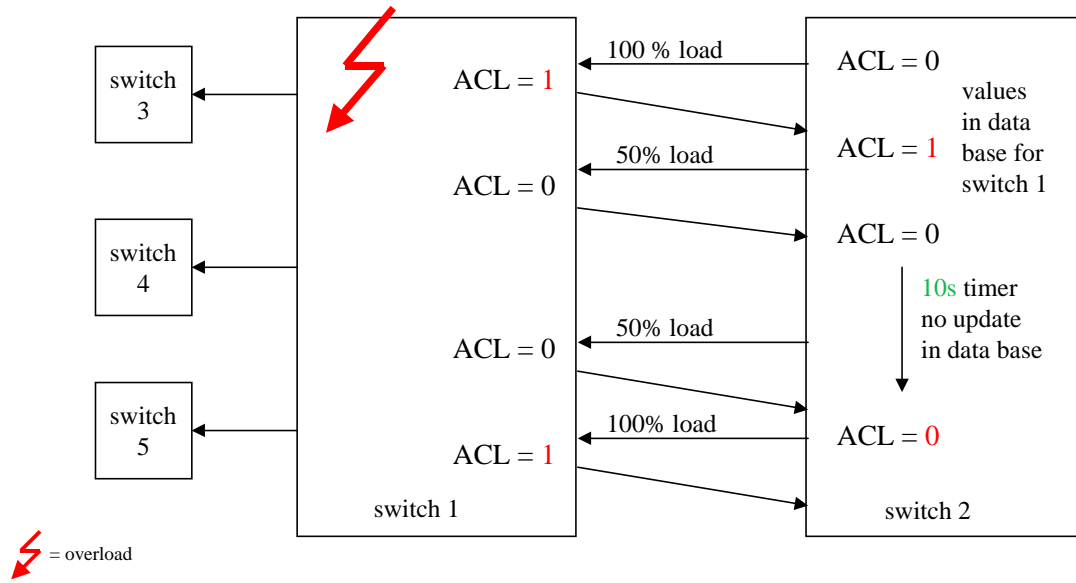 switch
3
switch
4
switch
5
ACL = 1
ACL = 0
ACL = 0
ACL = 1
switch 1
100 % load
50% load
50% load
100% load
ACL = 0
values
in data
base for
switch 1
ACL = 1
ACL = 0
10s timer
no update
in data base
ACL = 0
switch 2
= overload